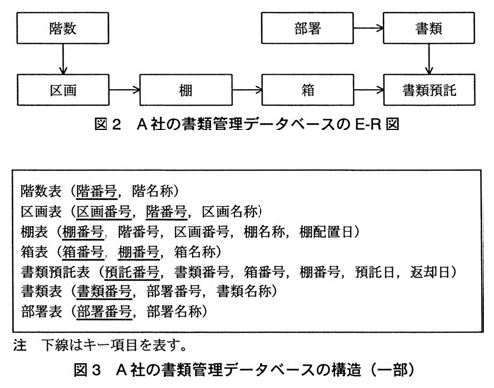 階数
部署
書類
区画
棚
箱
書類預託
図2 A社の書類管理データベースのE-R図
階数表(階番号,階名称)
区画表(区画番号,階番号,区画名称)
棚表(棚番号,階番号,区画番号,棚名称,棚配置日)
箱表(箱番号,棚番号,箱名称)
書類預託表(預託番号,書類番号,箱番号,棚番号,預託日,返却日)
書類表(書類番号,部署番号,書類名称)
部署表(部署番号,部署名称)
注 下線はキー項目を表す。
図3 A社の書類管理データベースの構造(一部)